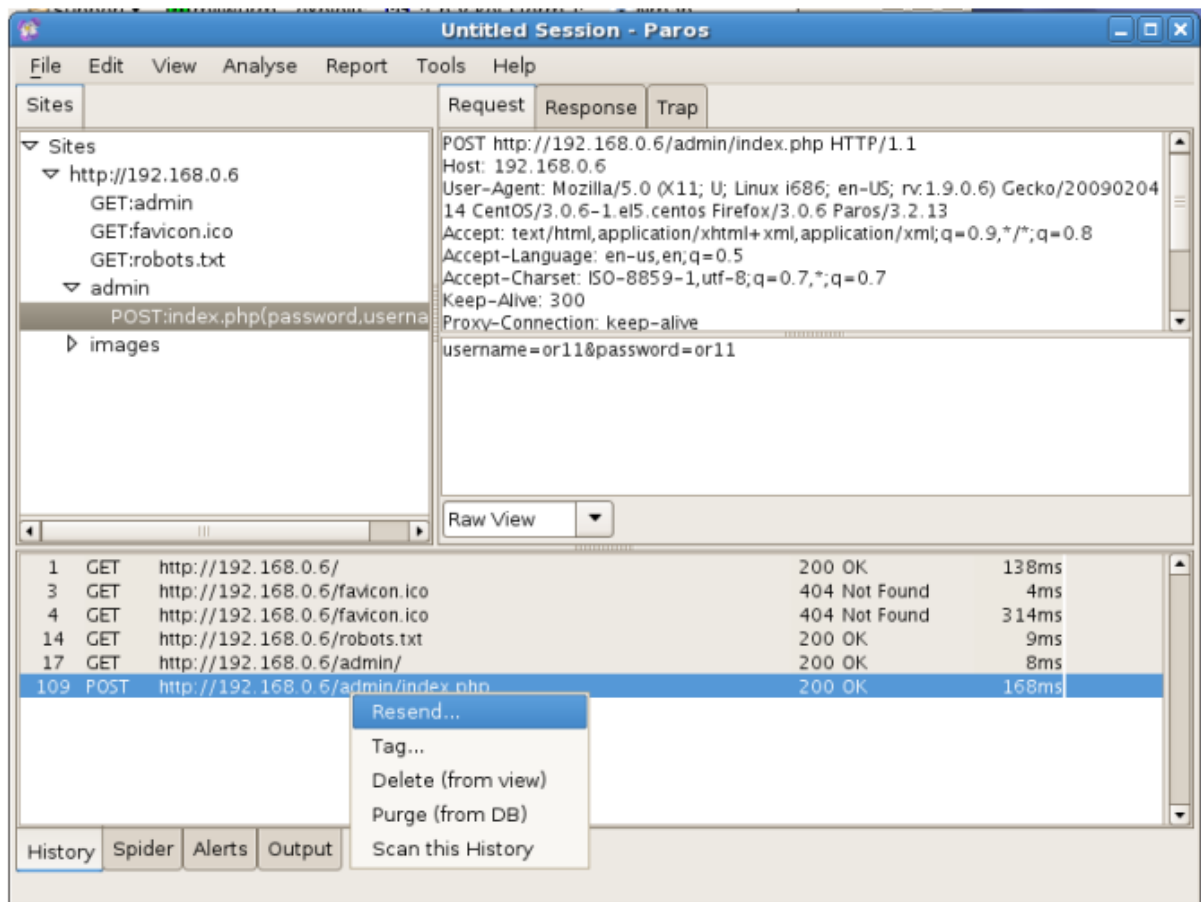 Untitled Session - Paros
File Edit View Analyse Report Tools Help
Sites
Request Response Trap
Sites
http://192.168.0.6
GET:admin
GET:favicon.ico
GET:robots.txt
admin
POST:index.php(password,userna
images
POST http://192.168.0.6/admin/index.php HTTP/1.1
Host: 192.168.0.6
User-Agent: Mozilla/5.0 (X11; U; Linux i686; en-US; rv:1.9.0.6) Gecko/20090204
14 CentOS/3.0.6-1.el5.centos Firefox/3.0.6 Paros/3.2.13
Accept: text/html,application/xhtml+xml,application/xml;q=0.9,*/*;q=0.8
Accept-Language: en-us,en;q=0.5
Accept-Charset: ISO-8859-1,utf-8;q=0.7,*;q=0.7
Keep-Alive: 300
Proxy-Connection: keep-alive
username=or11&password=or11
Raw View
1 GET http://192.168.0.6/ 200 OK 138ms
3 GET http://192.168.0.6/favicon.ico 404 Not Found 4ms
4 GET http://192.168.0.6/favicon.ico 404 Not Found 314ms
14 GET http://192.168.0.6/robots.txt 200 OK 9ms
17 GET http://192.168.0.6/admin/ 200 OK 8ms
109 POST http://192.168.0.6/admin/index.php 200 OK 168ms
Resend...
Tag...
Delete (from view)
Purge (from DB)
Scan this History
History Spider Alerts Output